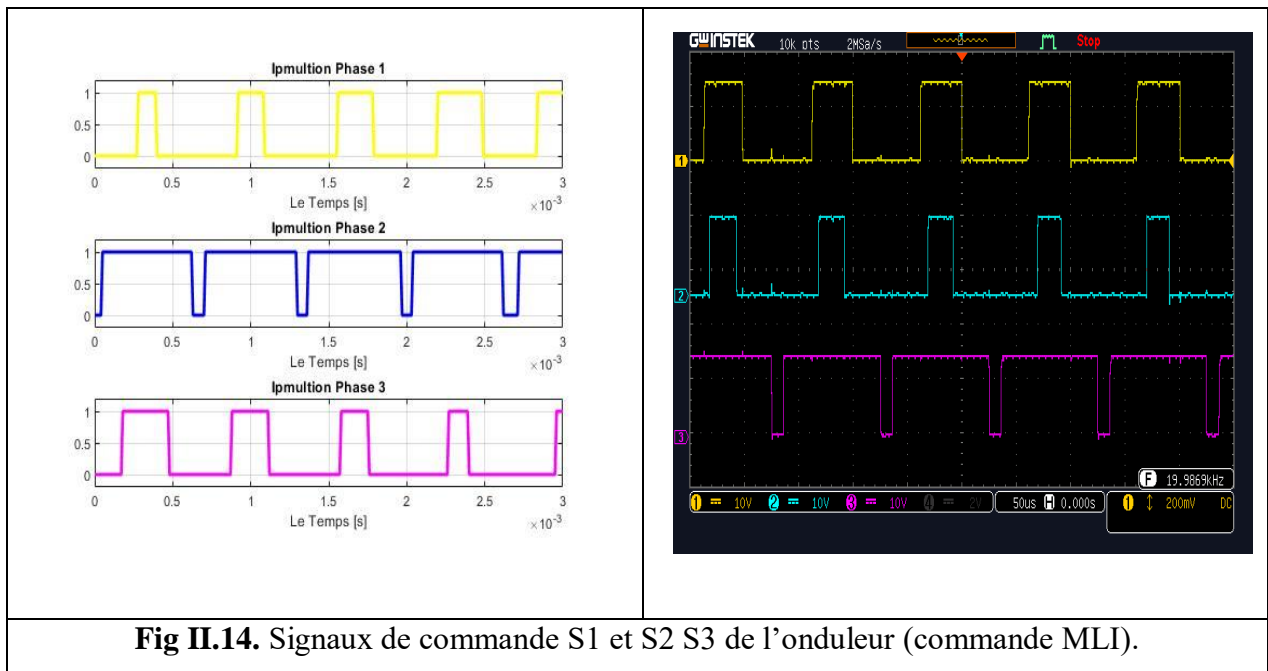 Ipmultion Phase 1
1
0.5
0
0 0.5 1 1.5 2 2.5 3
Le Temps [s]
×10-3
Ipmultion Phase 2
1
0.5
0
0 0.5 1 1.5 2 2.5 3
Le Temps [s]
×10-3
Ipmultion Phase 3
1
0.5
0
0 0.5 1 1.5 2 2.5 3
Le Temps [s]
×10-3
GWINSTEK 10k pts 2MSa/s Stop
1
2
3
F 19.9869kHz
1 10V 2 10V 3 10V 4 2V 50us H 0.000s 1 200mV DC
Fig II.14. Signaux de commande S1 et S2 S3 de l’onduleur (commande MLI).